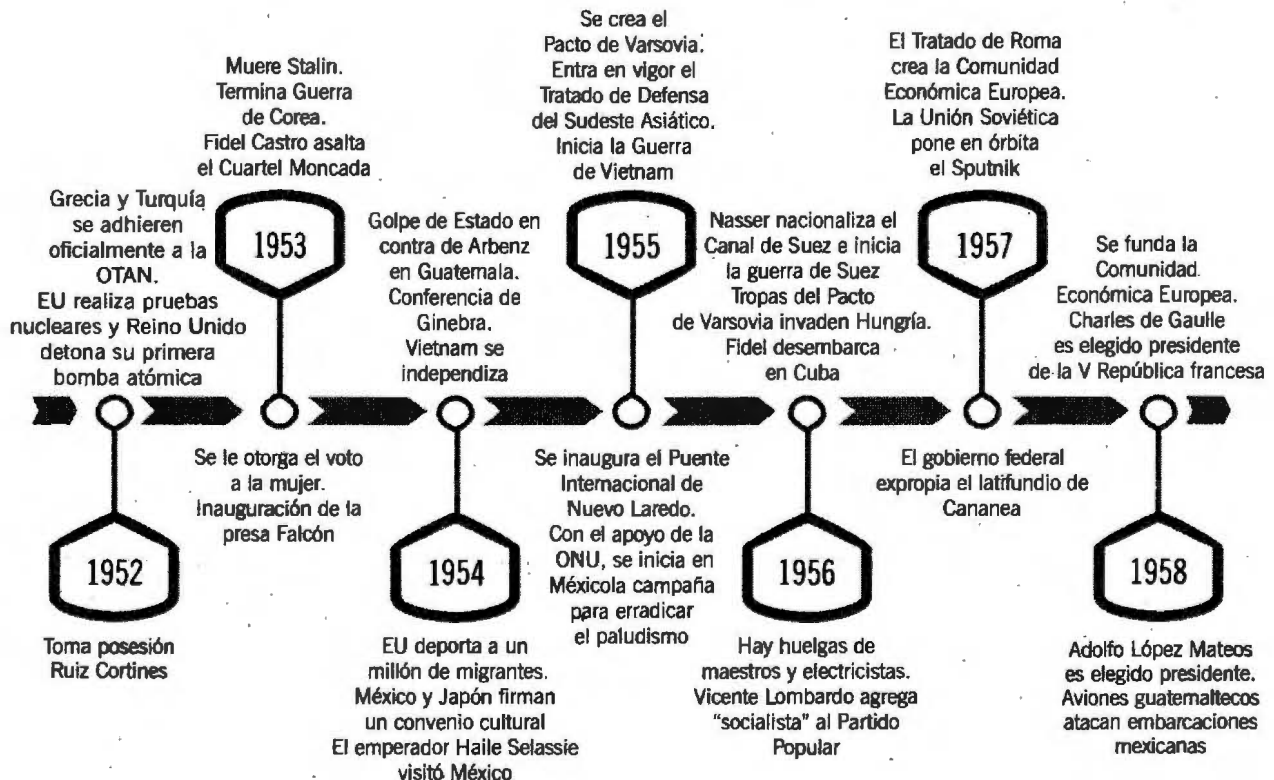 Grecia y Turquía
se adhieren
oficialmente a la
OTAN.
EU realiza pruebas
nucleares y Reino Unido
detona su primera
bomba atómica
1952
Toma posesión
Ruiz Cortines
Muere Stalin.
Termina Guerra
de Corea.
Fidel Castro asalta
el Cuartel Moncada
1953
Se le otorga el voto
a la mujer.
Inauguración de la
presa Falcón
Golpe de Estado en
contra de Arbenz
en Guatemala.
Conferencia de
Ginebra.
Vietnam se
independiza
1954
EU deporta a un
millón de migrantes.
México y Japón firman
un convenio cultural
El emperador Haile Selassie
visitó México
Se crea el
Pacto de Varsovia.
Entra en vigor el
Tratado de Defensa
del Sudeste Asiático.
Inicia la Guerra
de Vietnam
1955
Se inaugura el Puente
Internacional de
Nuevo Laredo.
Con el apoyo de la
ONU, se inicia en
Méxicola campaña
para erradicar
el paludismo
Nasser nacionaliza el
Canal de Suez e inicia
la guerra de Suez
Tropas del Pacto
de Varsovia invaden Hungría.
Fidel desembarca
en Cuba
1956
Hay huelgas de
maestros y electricistas.
Vicente Lombardo agrega
"socialista" al Partido
Popular
El Tratado de Roma
crea la Comunidad
Económica Europea.
La Unión Soviética
pone en órbita
el Sputnik
1957
El gobierno federal
expropia el latifundio de
Cananea
Se funda la
Comunidad.
Económica Europea.
Charles de Gaulle
es elegido presidente
de la V República francesa
1958
Adolfo López Mateos
es elegido presidente.
Aviones guatemaltecos
atacan embarcaciones
mexicanas